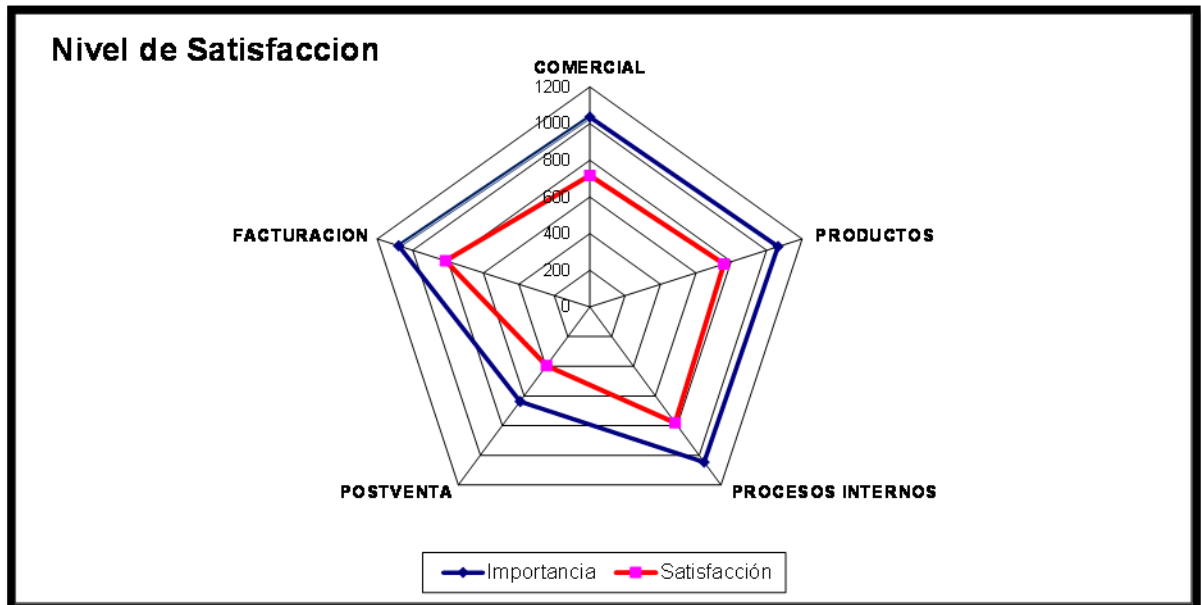 Nivel de Satisfaccion
COMERCIAL
1200
1000
800
600
400
200
0
FACTURACION
PRODUCTOS
POSTVENTA
PROCESOS INTERNOS
Importancia
Satisfacción